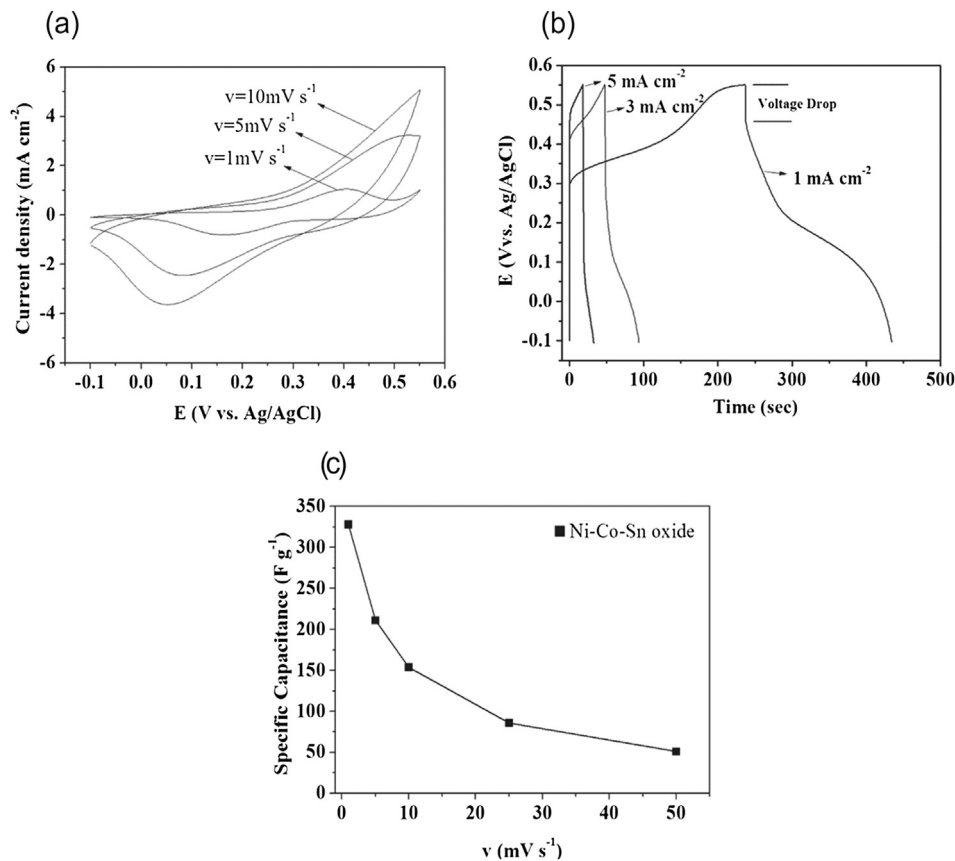 (a)
6
4
2
0
-2
-4
-6
Current density (mA cm-2)
v=10mV s-1
v=5mV s-1
v=1mV s-1
-0.1 0.0 0.1 0.2 0.3 0.4 0.5 0.6
E (V vs. Ag/AgCl)
(b)
0.6
0.5
0.4
0.3
0.2
0.1
0.0
-0.1
E (Vvs. Ag/AgCl)
5 mA cm-2
3 mA cm-2
Voltage Drop
1 mA cm-2
0 100 200 300 400 500
Time (sec)
(c)
350
300
250
200
150
100
50
0
Specific Capacitance (F g-1)
Ni-Co-Sn oxide
0 10 20 30 40 50
v (mV s-1)